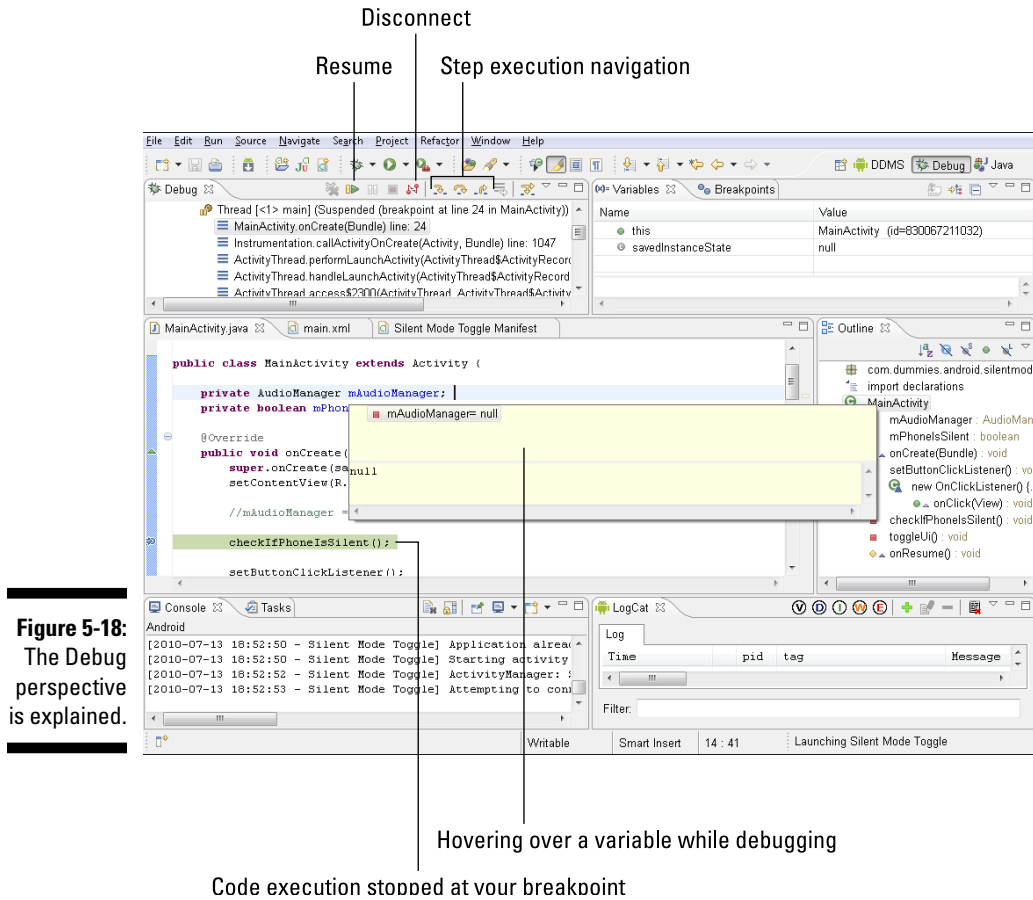 Disconnect
Resume
Step execution navigation
File Edit Run Source Navigate Search Project Refactor Window Help
DDMS Debug Java
Debug
Thread [<1> main] (Suspended (breakpoint at line 24 in MainActivity))
MainActivity.onCreate(Bundle) line: 24
Instrumentation.callActivityOnCreate(Activity, Bundle) line: 1047
ActivityThread.performLaunchActivity(ActivityThread$ActivityRecord
ActivityThread.handleLaunchActivity(ActivityThread$ActivityRecord
ActivityThread.access$2300(ActivityThread, ActivityThread$Activity
(x)= Variables Breakpoints
Name Value
this MainActivity (id=830067211032)
savedInstanceState null
MainActivity.java main.xml Silent Mode Toggle Manifest
public class MainActivity extends Activity {
private AudioManager mAudioManager;
private boolean mPhon
mAudioManager= null
null
@Override
public void onCreate(
super.onCreate(sa
setContentView(R.
//mAudioManager =
checkIfPhoneIsSilent();
setButtonClickListener();
Outline
com.dummies.android.silentmod
import declarations
MainActivity
mAudioManager : AudioMan
mPhoneIsSilent : boolean
onCreate(Bundle) : void
setButtonClickListener() : vo
new OnClickListener() {.
onClick(View) : void
checkIfPhoneIsSilent() : void
toggleUi() : void
onResume() : void
Console Tasks
Android
[2010-07-13 18:52:50 - Silent Mode Toggle] Application alread
[2010-07-13 18:52:50 - Silent Mode Toggle] Starting activity
[2010-07-13 18:52:52 - Silent Mode Toggle] ActivityManager:
[2010-07-13 18:52:53 - Silent Mode Toggle] Attempting to con
LogCat
V D I W E
Log
Time pid tag Message
Filter:
Writable Smart Insert 14 : 41 Launching Silent Mode Toggle
Figure 5-18:
The Debug
perspective
is explained.
Hovering over a variable while debugging
Code execution stopped at your breakpoint